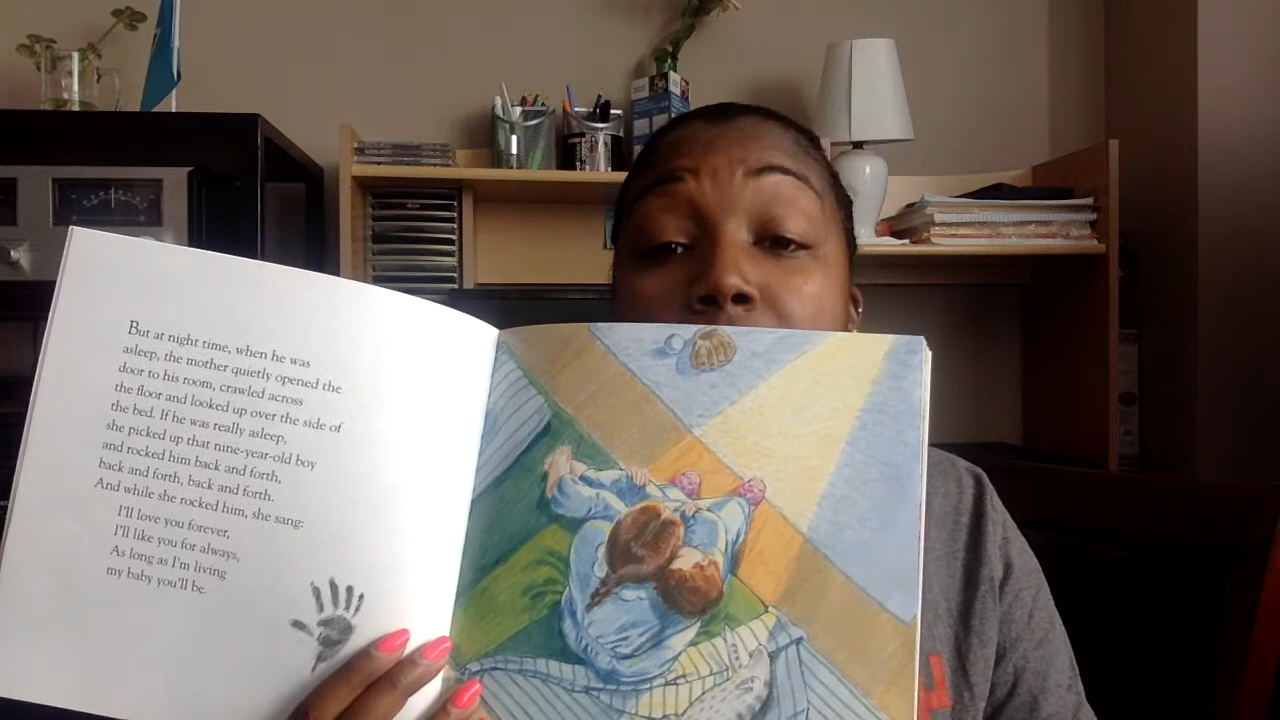 But at night time, when he was
asleep, the mother quietly opened the
door to his room, crawled across
the floor and looked up over the side of
the bed. If he was really asleep,
she picked up that nine-year-old boy
and rocked him back and forth,
back and forth, back and forth.
And while she rocked him, she sang:
I'll love you forever,
I'll like you for always,
As long as I'm living
my baby you'll be.